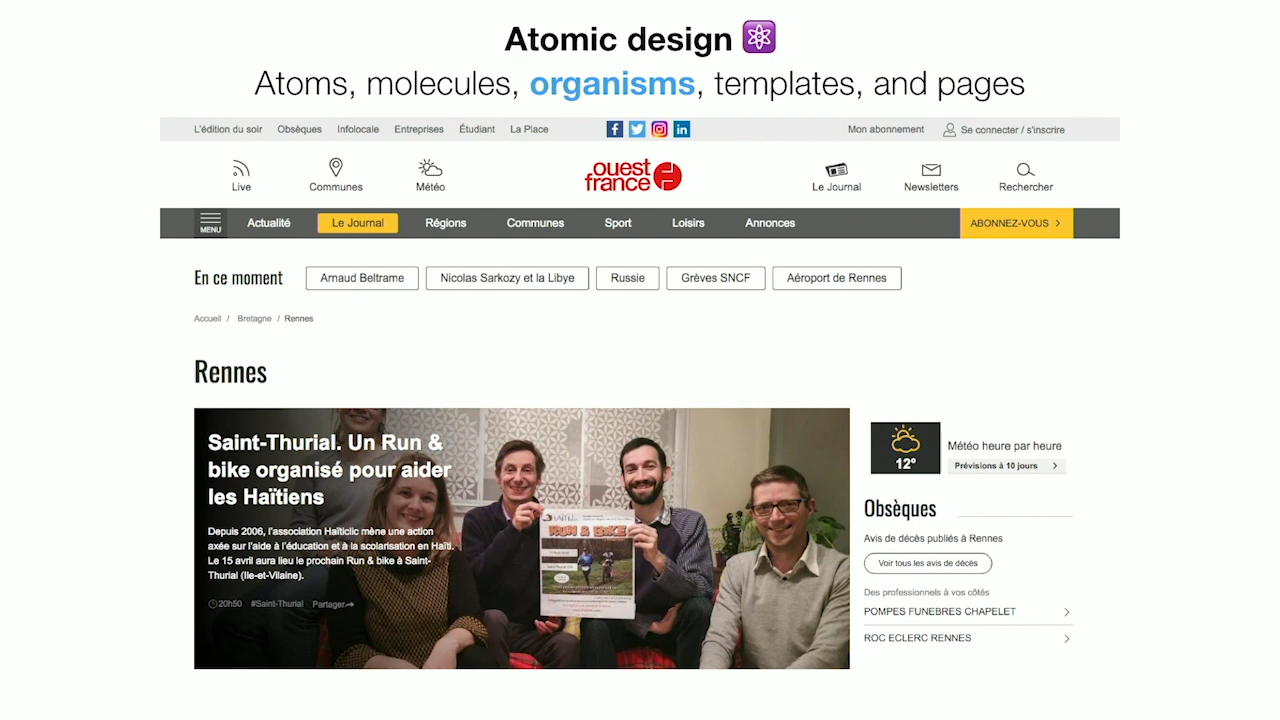 Atomic design
Atoms, molecules, organisms, templates, and pages
L'édition du soir Obsèques Infolocale Entreprises Étudiant La Place Mon abonnement Se connecter / s'inscrire
Live Communes Météo ouest france Le Journal Newsletters Rechercher
MENU Actualité Le Journal Régions Communes Sport Loisirs Annonces ABONNEZ-VOUS >
En ce moment Arnaud Beltrame Nicolas Sarkozy et la Libye Russie Grèves SNCF Aéroport de Rennes
Accueil / Bretagne / Rennes
Rennes
Saint-Thurial. Un Run &
bike organisé pour aider
les Haïtiens
Depuis 2006, l'association Haïticlic mène une action
axée sur l'aide à l'éducation et à la scolarisation en Haïti.
Le 15 avril aura lieu le prochain Run & bike à Saint-
Thurial (Ile-et-Vilaine).
20h50 #Saint-Thurial Partager
RUN & BIKE
12°
Météo heure par heure
Prévisions à 10 jours >
Obsèques
Avis de décès publiés à Rennes
Voir tous les avis de décès
Des professionnels à vos côtés
POMPES FUNEBRES CHAPELET >
ROC ECLERC RENNES >